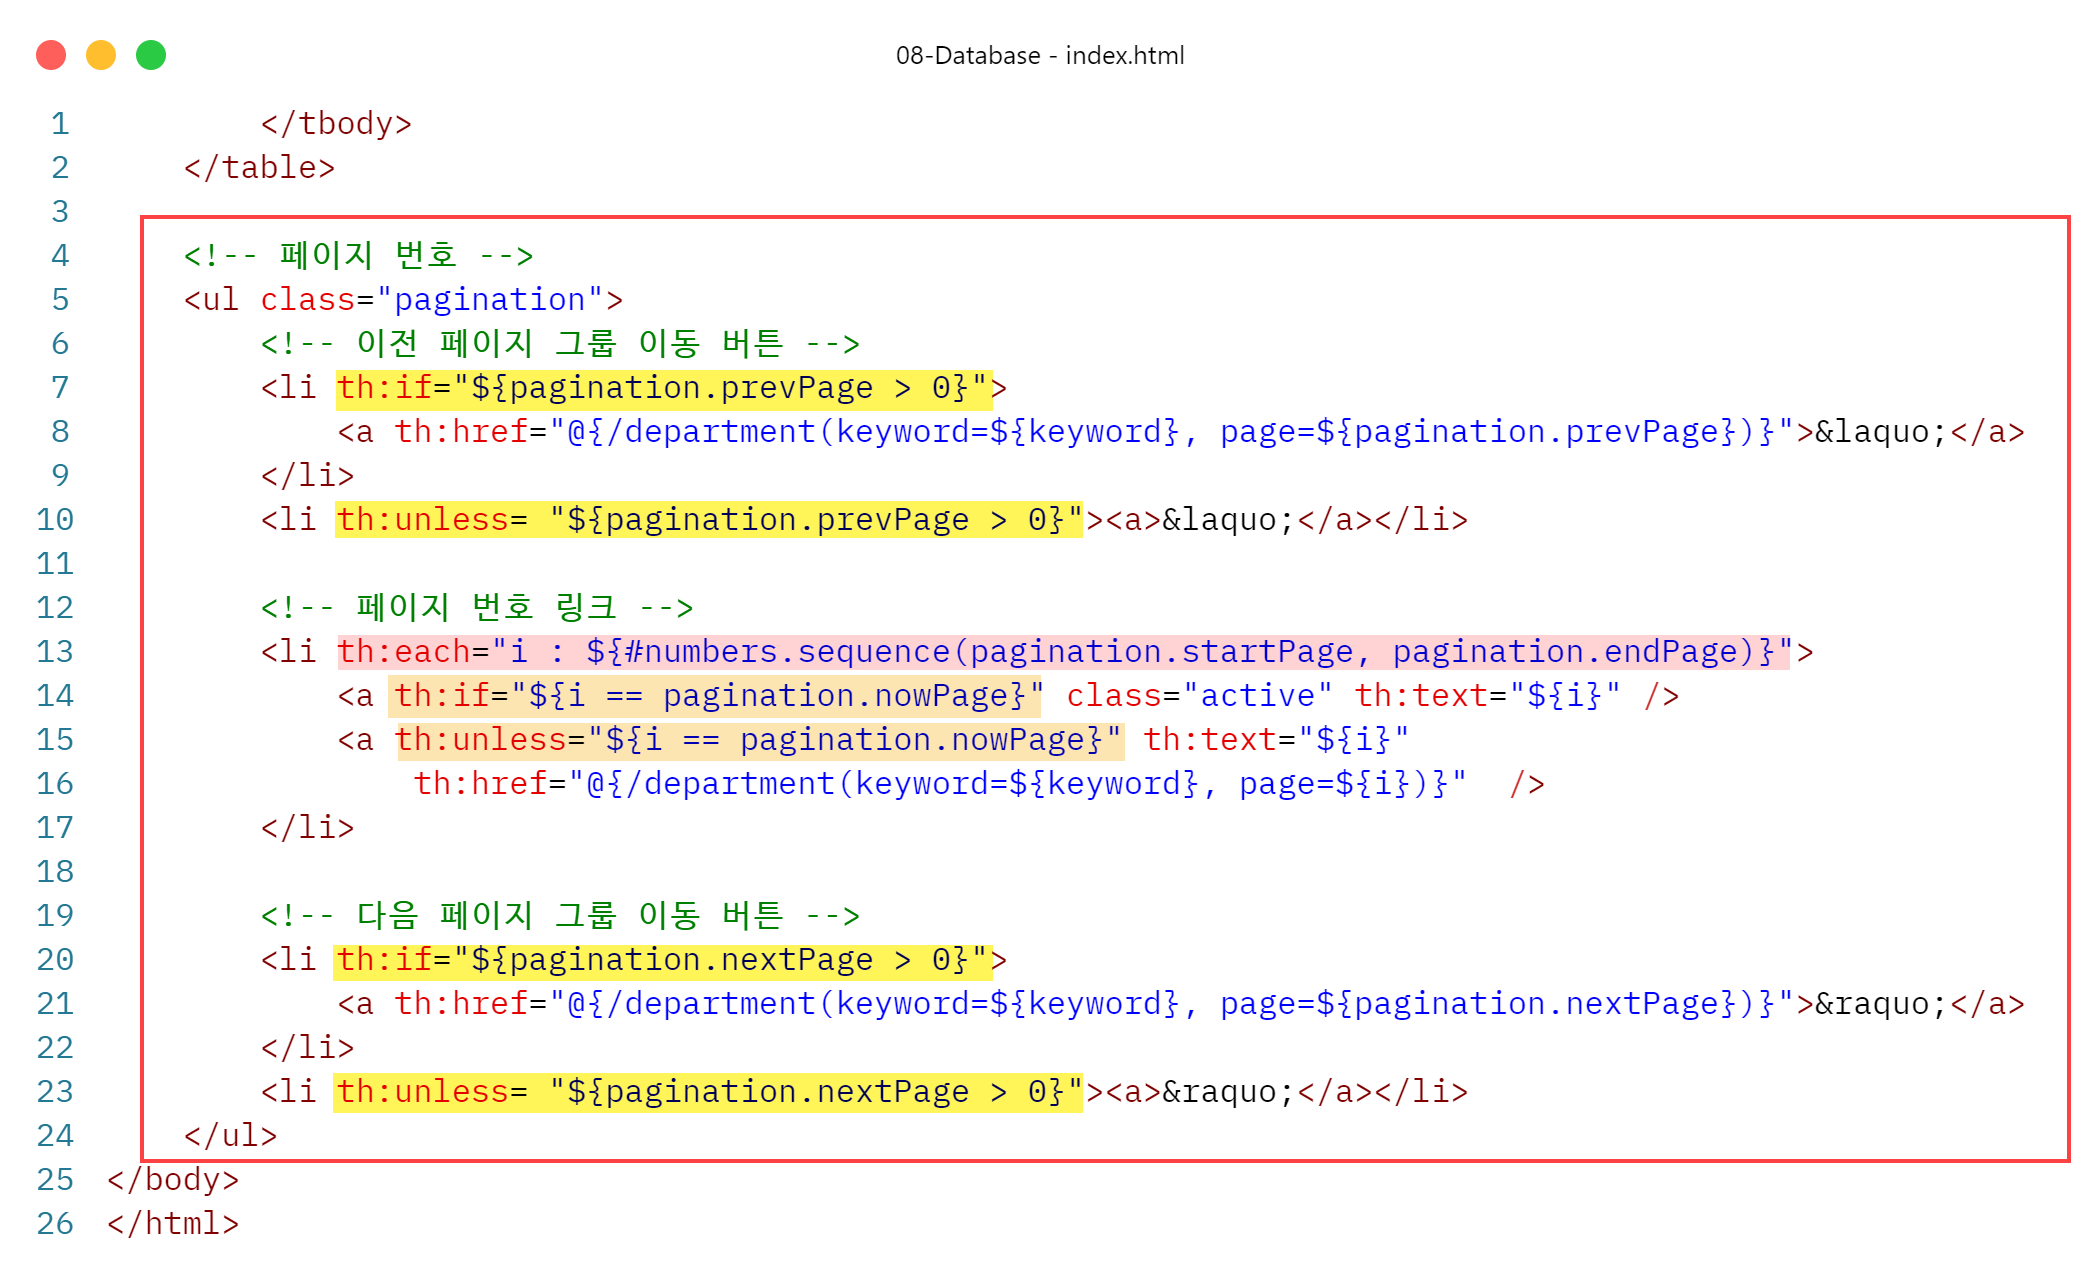 08-Database - index.html
1 </tbody>
2 </table>
3
4 <!-- 페이지 번호 -->
5 <ul class="pagination">
6 <!-- 이전 페이지 그룹 이동 버튼 -->
7 <li th:if="${pagination.prevPage > 0}">
8 <a th:href="@{/department(keyword=${keyword}, page=${pagination.prevPage})}">&laquo;</a>
9 </li>
10 <li th:unless= "${pagination.prevPage > 0}"><a>&laquo;</a></li>
11
12 <!-- 페이지 번호 링크 -->
13 <li th:each="i : ${#numbers.sequence(pagination.startPage, pagination.endPage)}">
14 <a th:if="${i == pagination.nowPage}" class="active" th:text="${i}" />
15 <a th:unless="${i == pagination.nowPage}" th:text="${i}"
16 th:href="@{/department(keyword=${keyword}, page=${i})}"  />
17 </li>
18
19 <!-- 다음 페이지 그룹 이동 버튼 -->
20 <li th:if="${pagination.nextPage > 0}">
21 <a th:href="@{/department(keyword=${keyword}, page=${pagination.nextPage})}">&raquo;</a>
22 </li>
23 <li th:unless= "${pagination.nextPage > 0}"><a>&raquo;</a></li>
24 </ul>
25 </body>
26 </html>